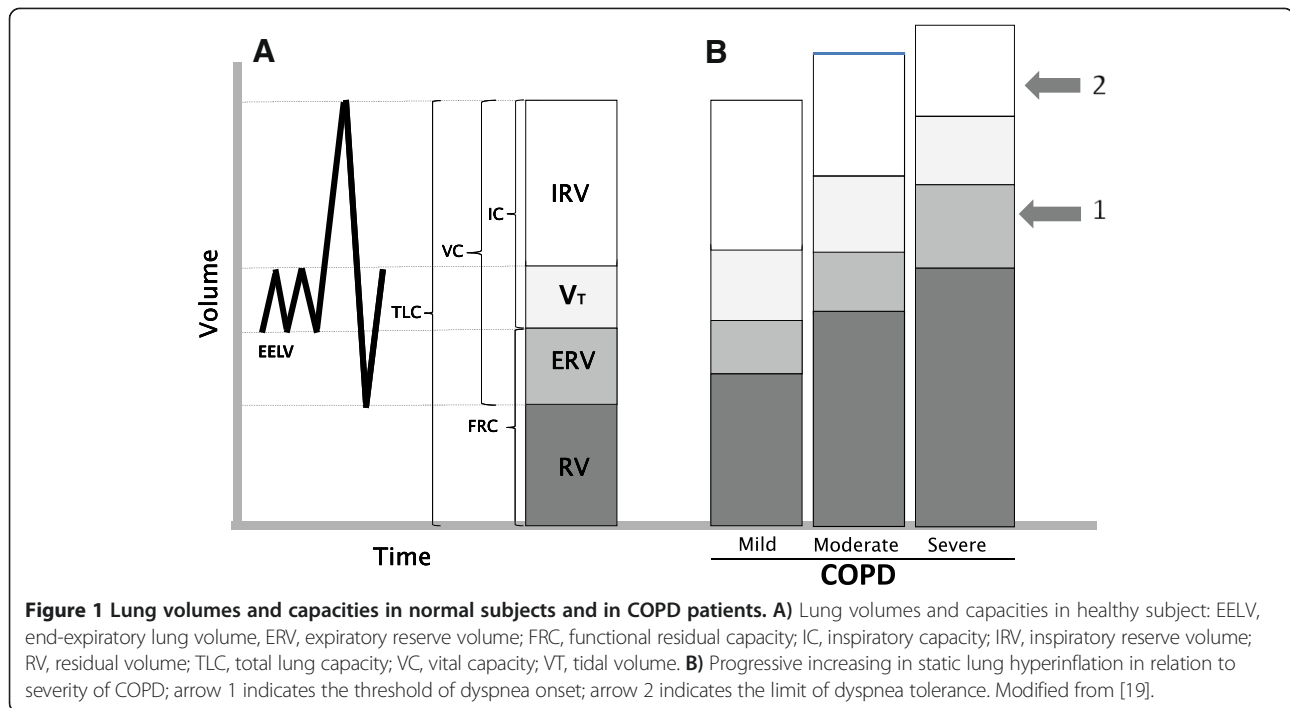 A
B
2
1
IRV
IC
VC
VT
TLC
EELV
ERV
FRC
RV
Volume
Time
Mild Moderate Severe
COPD
Figure 1 Lung volumes and capacities in normal subjects and in COPD patients. A) Lung volumes and capacities in healthy subject: EELV,
end-expiratory lung volume, ERV, expiratory reserve volume; FRC, functional residual capacity; IC, inspiratory capacity; IRV, inspiratory reserve volume;
RV, residual volume; TLC, total lung capacity; VC, vital capacity; VT, tidal volume. B) Progressive increasing in static lung hyperinflation in relation to
severity of COPD; arrow 1 indicates the threshold of dyspnea onset; arrow 2 indicates the limit of dyspnea tolerance. Modified from [19].